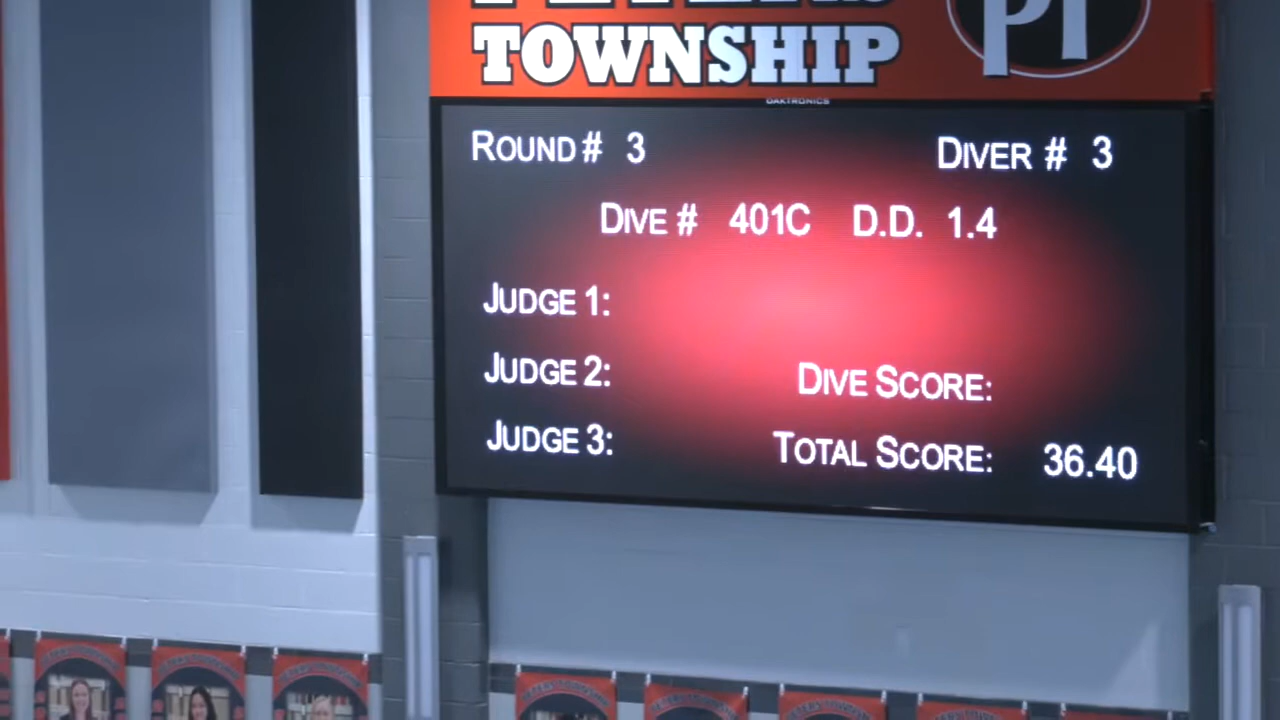 TOWNSHIP
PT
DAKTRONICS
ROUND # 3
DIVER # 3
DIVE # 401C D.D. 1.4
JUDGE 1:
JUDGE 2:
DIVE SCORE:
JUDGE 3:
TOTAL SCORE: 36.40